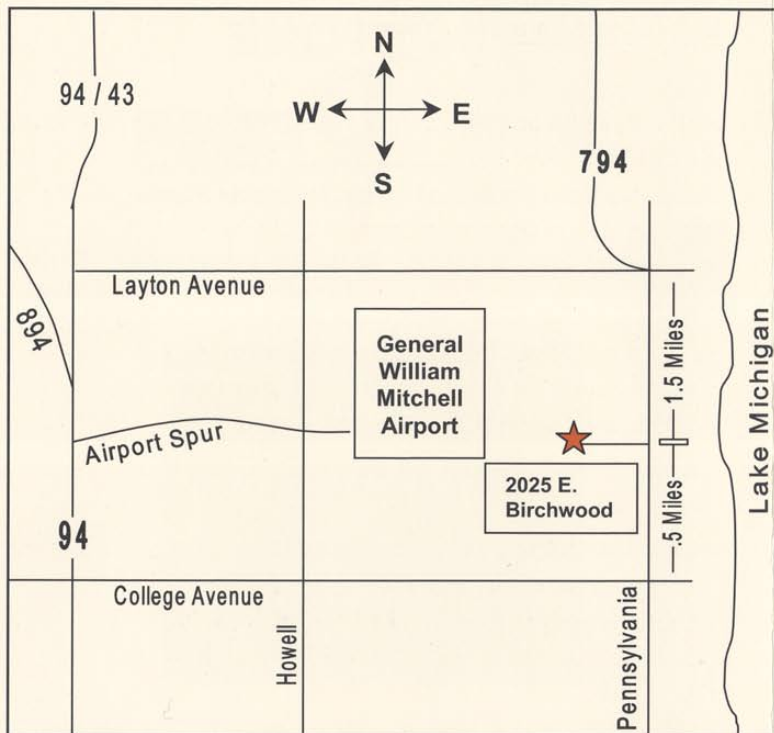 N
94 / 43
W
E
794
S
Layton Avenue
894
General
William
Mitchell
Airport
1.5 Miles
Lake Michigan
Airport Spur
2025 E.
Birchwood
94
.5 Miles
College Avenue
Howell
Pennsylvania